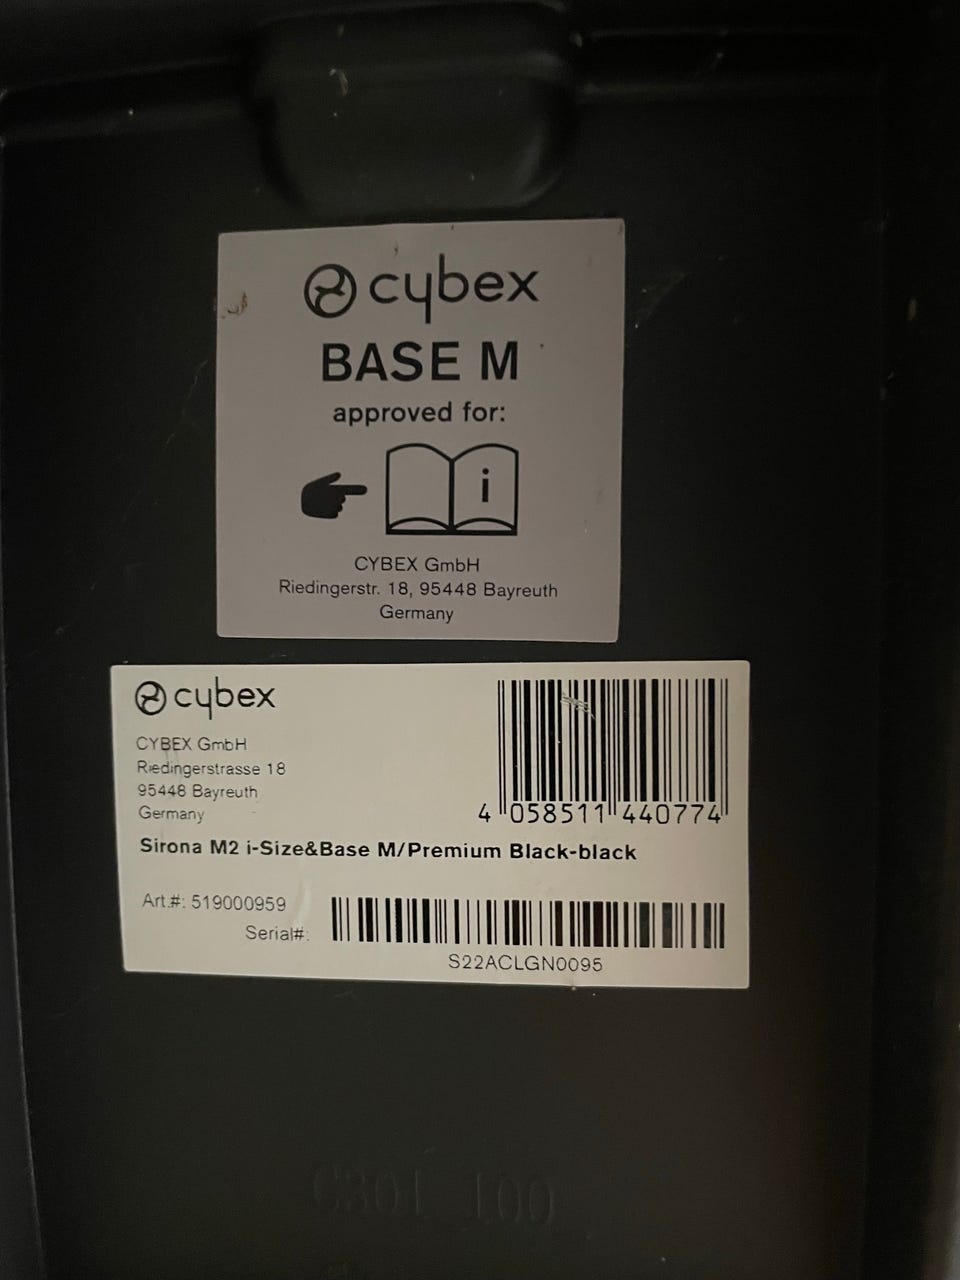 cybex
BASE M
approved for:
i
CYBEX GmbH
Riedingerstr. 18, 95448 Bayreuth
Germany
cybex
CYBEX GmbH
Riedingerstrasse 18
95448 Bayreuth
Germany
4 058511 440774
Sirona M2 i-Size&Base M/Premium Black-black
Art.#: 519000959
Serial#:
S22ACLGN0095
C301_100